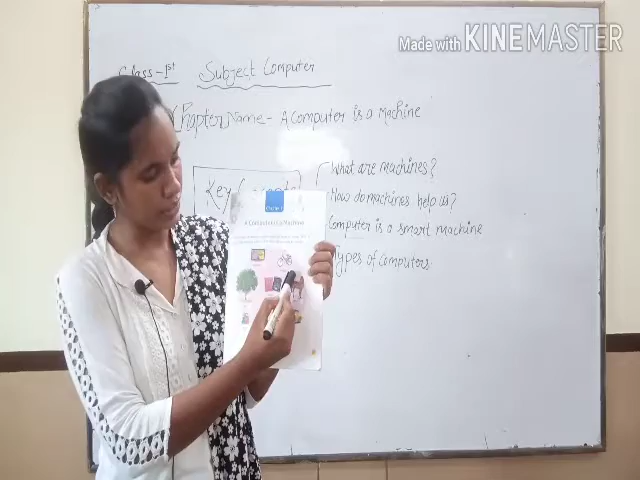 Made with KINEMASTER
Class - 1st Subject Computer
Chapter Name - A Computer is a Machine
Key
What are machines?
How do machines help us?
Computer is a smart machine
Types of Computers
A Computer is a Machine